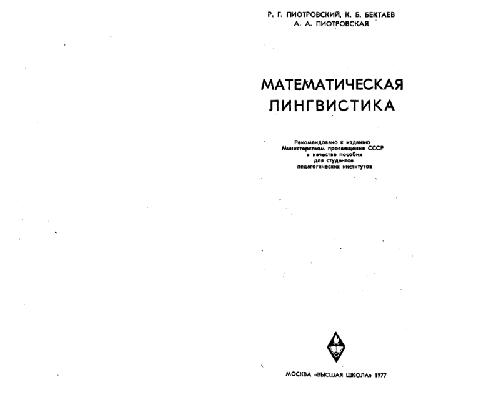 Р. Г. ПИОТРОВСКИЙ, К. Б. БЕКТАЕВ
А. А. ПИОТРОВСКАЯ
МАТЕМАТИЧЕСКАЯ
ЛИНГВИСТИКА
Рекомендовано к изданию
Министерством просвещения СССР
в качестве пособия
для студентов
педагогических институтов
МОСКВА «ВЫСШАЯ ШКОЛА» 1977